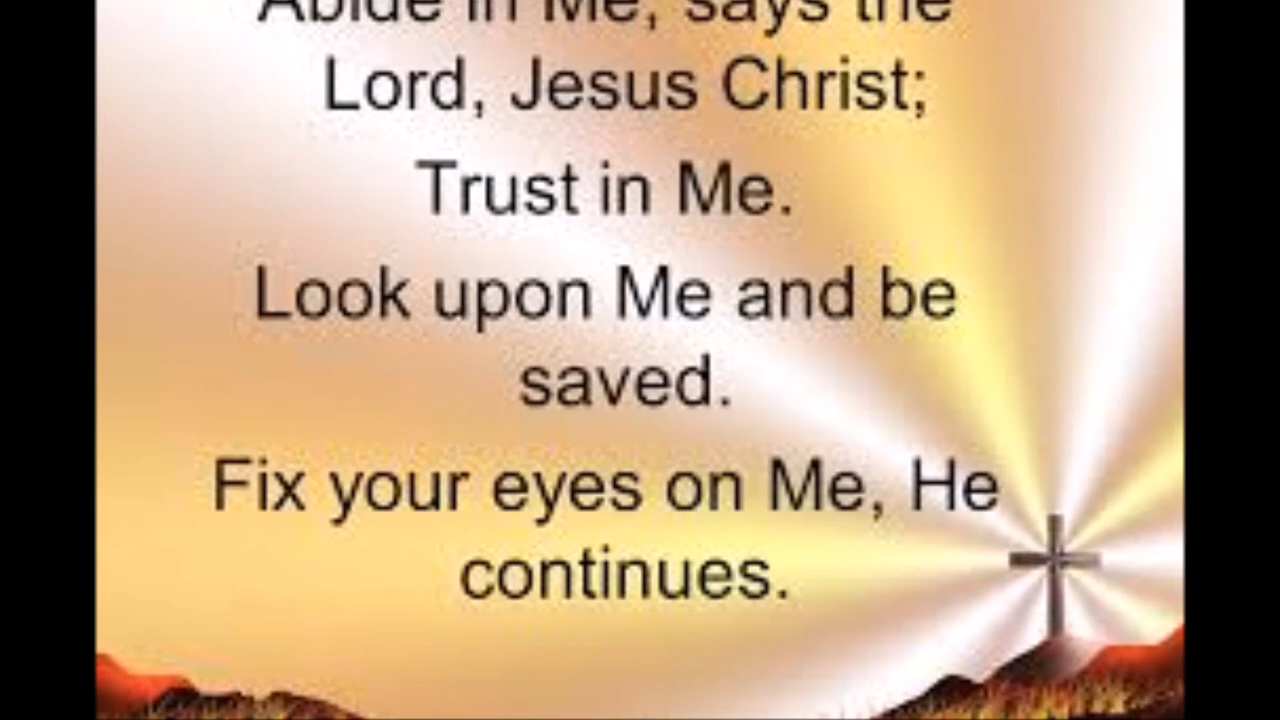 Abide in Me, says the
Lord, Jesus Christ;
Trust in Me.
Look upon Me and be
saved.
Fix your eyes on Me, He
continues.